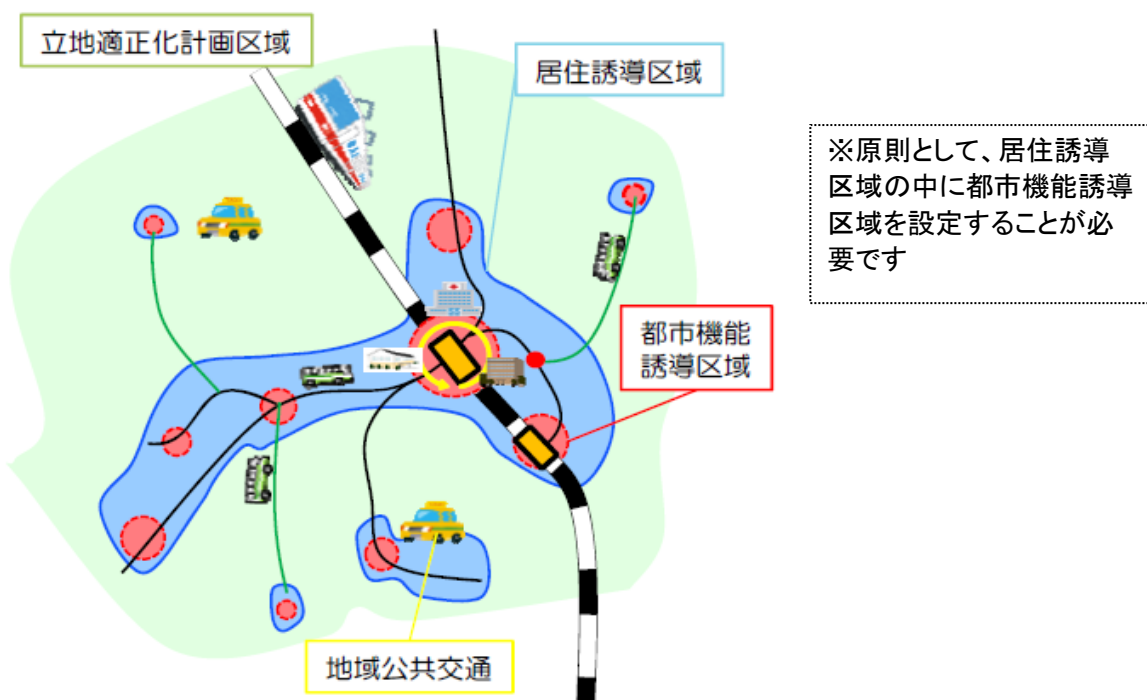 立地適正化計画区域
居住誘導区域
※原則として、居住誘導
区域の中に都市機能誘導
区域を設定することが必
要です
都市機能
誘導区域
地域公共交通